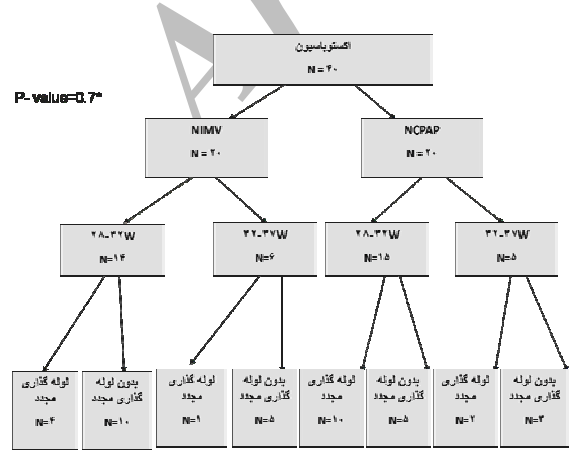 اکستوباسیون
N = ۴۰
P- value=0.7*
NIMV
N = ۲۰
NCPAP
N = ۲۰
۲۸-۳۲W
N=۱۴
۳۲-۳۷W
N=۶
۲۸-۳۲W
N=۱۵
۳۲-۳۷W
N=۵
لوله گذاری
مجدد
N=۴
بدون لوله
گذاری مجدد
N=۱۰
لوله گذاری
مجدد
N=۱
بدون لوله
گذاری مجدد
N=۵
لوله گذاری
مجدد
N=۱۰
بدون لوله
گذاری مجدد
N=۵
لوله گذاری
مجدد
N=۲
بدون لوله
گذاری مجدد
N=۳